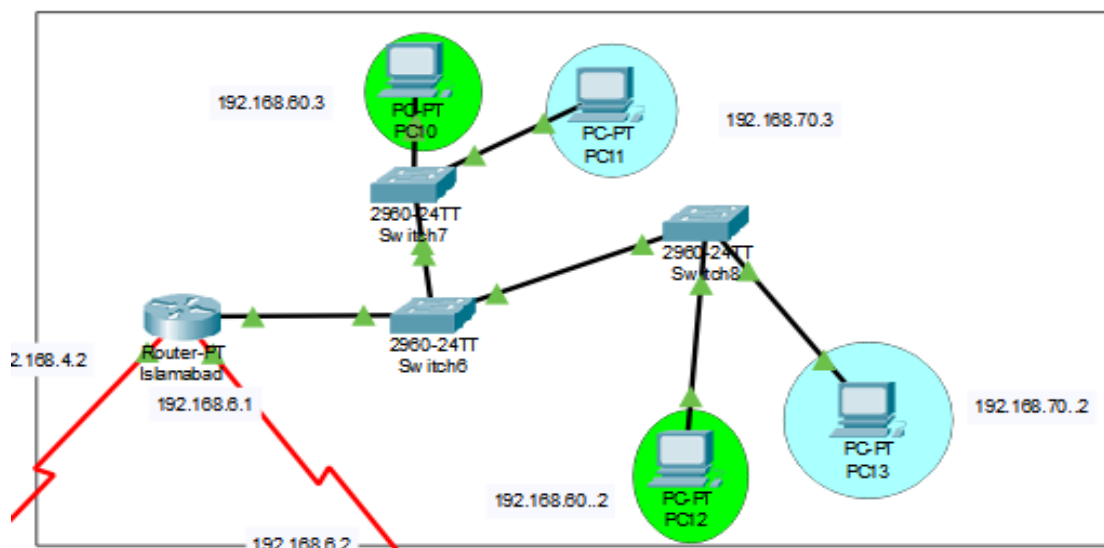 192.168.60.3
PC-PT
PC10
PC-PT
PC11
192.168.70.3
2960-24TT
Switch7
2960-24TT
Switch8
2960-24TT
Switch6
Router-PT
Islamabad
2.168.4.2
192.168.6.1
192.168.70..2
PC-PT
PC13
192.168.60..2
PC-PT
PC12
192.168.6.2